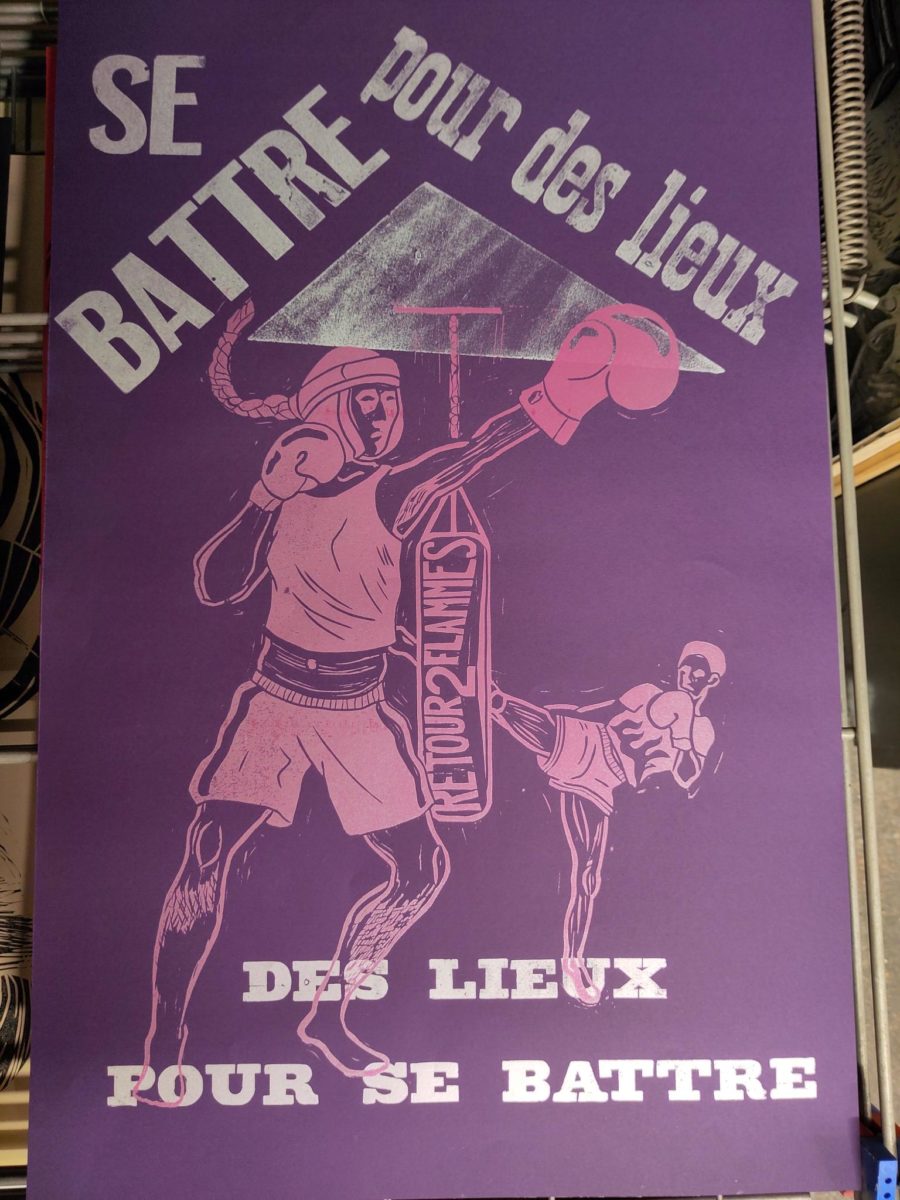 SE
BATTRE
pour des lieux
RETOUR2FLAMMES
DES LIEUX
POUR SE BATTRE